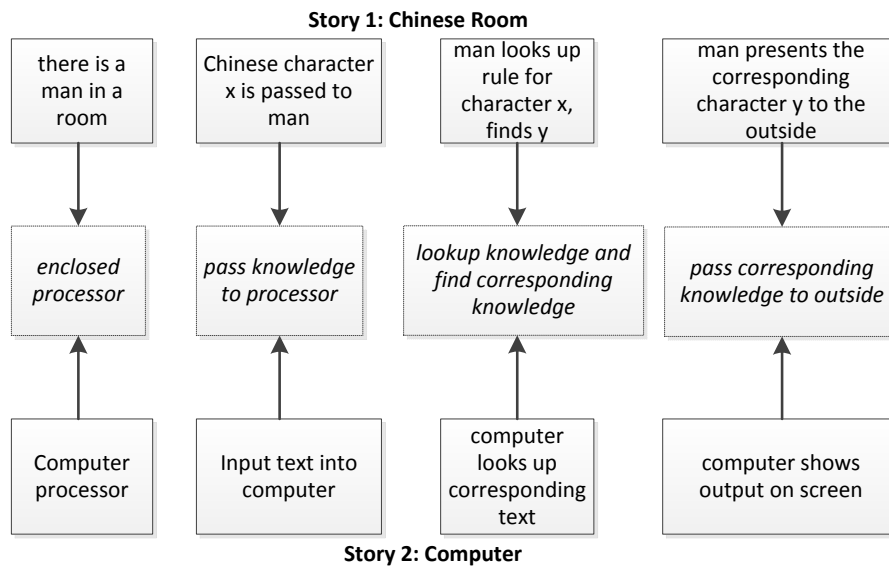 Story 1: Chinese Room
there is a
man in a
room
Chinese character
x is passed to
man
man looks up
rule for
character x,
finds y
man presents the
corresponding
character y to the
outside
enclosed
processor
pass knowledge
to processor
lookup knowledge and
find corresponding
knowledge
pass corresponding
knowledge to outside
Computer
processor
Input text into
computer
computer
looks up
corresponding
text
computer shows
output on screen
Story 2: Computer